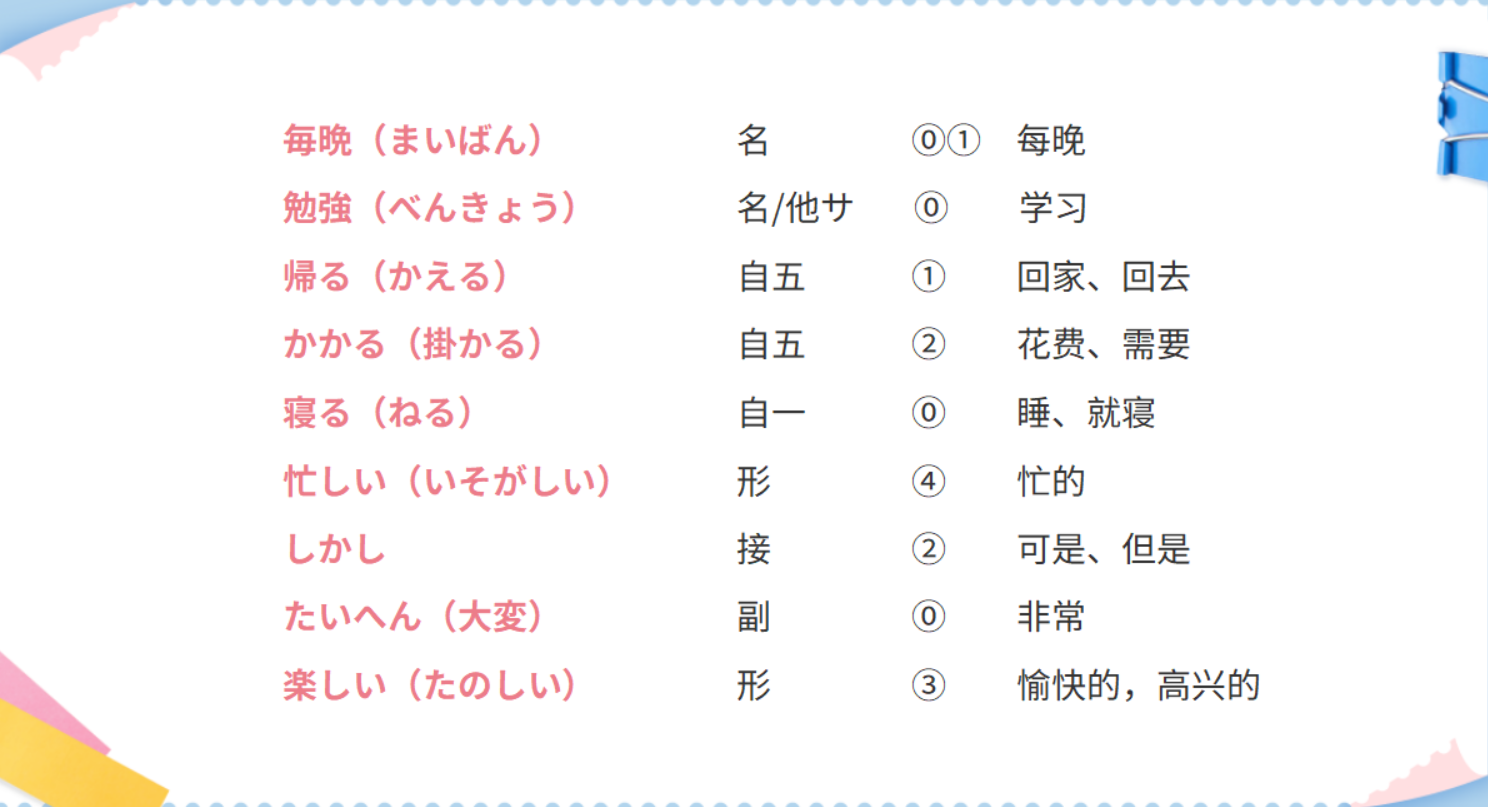 毎晩（まいばん） 名 ⓪① 每晚
勉強（べんきょう） 名/他サ ⓪ 学习
帰る（かえる） 自五 ① 回家、回去
かかる（掛かる） 自五 ② 花费、需要
寝る（ねる） 自一 ⓪ 睡、就寝
忙しい（いそがしい） 形 ④ 忙的
しかし 接 ② 可是、但是
たいへん（大変） 副 ⓪ 非常
楽しい（たのしい） 形 ③ 愉快的，高兴的